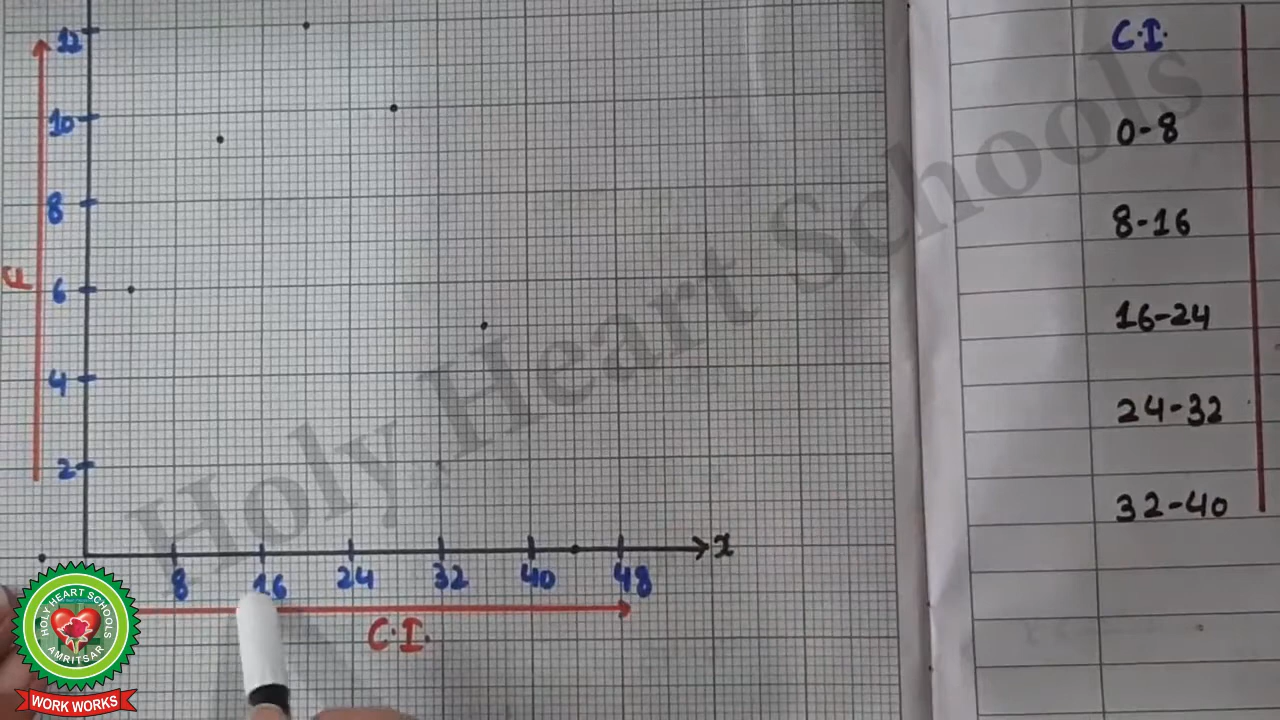 12
10
8
F
6
4
2
x
8 16 24 32 40 48
C.I.
C.I.
0-8
8-16
16-24
24-32
32-40
Holy Heart Schools
HOLY HEART SCHOOLS
AMRITSAR
WORK WORKS